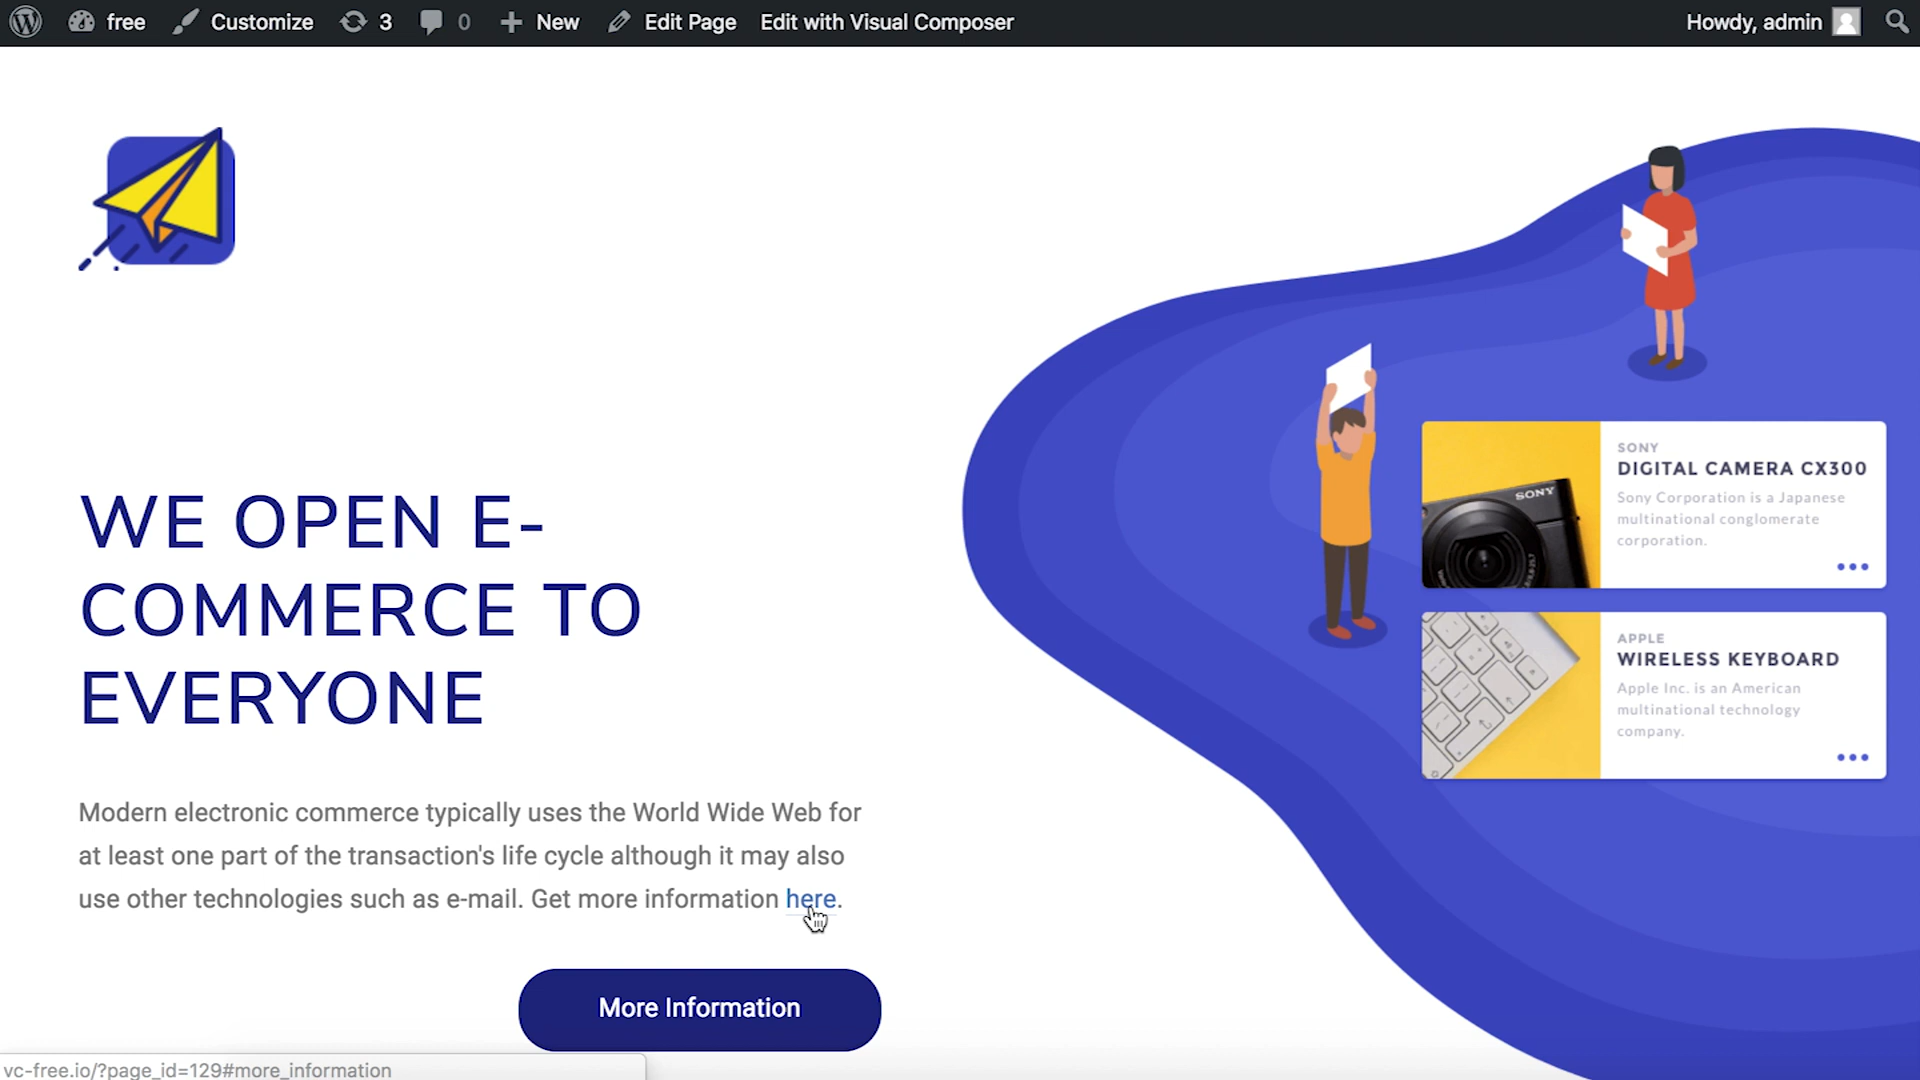 free Customize 3 0 New Edit Page Edit with Visual Composer Howdy, admin
WE OPEN E-
COMMERCE TO
EVERYONE
Modern electronic commerce typically uses the World Wide Web for
at least one part of the transaction's life cycle although it may also
use other technologies such as e-mail. Get more information here.
More Information
SONY
SONY
DIGITAL CAMERA CX300
Sony Corporation is a Japanese
multinational conglomerate
corporation.
APPLE
WIRELESS KEYBOARD
Apple Inc. is an American
multinational technology
company.
vc-free.io/?page_id=129#more_information